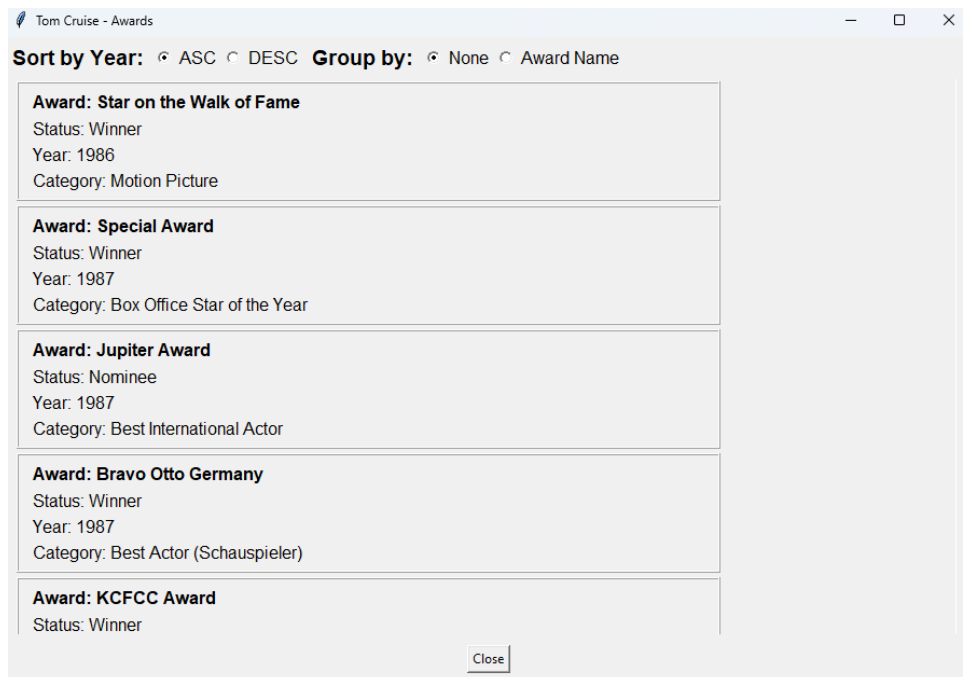 Tom Cruise - Awards
Sort by Year: ASC DESC Group by: None Award Name
Award: Star on the Walk of Fame
Status: Winner
Year: 1986
Category: Motion Picture
Award: Special Award
Status: Winner
Year: 1987
Category: Box Office Star of the Year
Award: Jupiter Award
Status: Nominee
Year: 1987
Category: Best International Actor
Award: Bravo Otto Germany
Status: Winner
Year: 1987
Category: Best Actor (Schauspieler)
Award: KCFCC Award
Status: Winner
Close